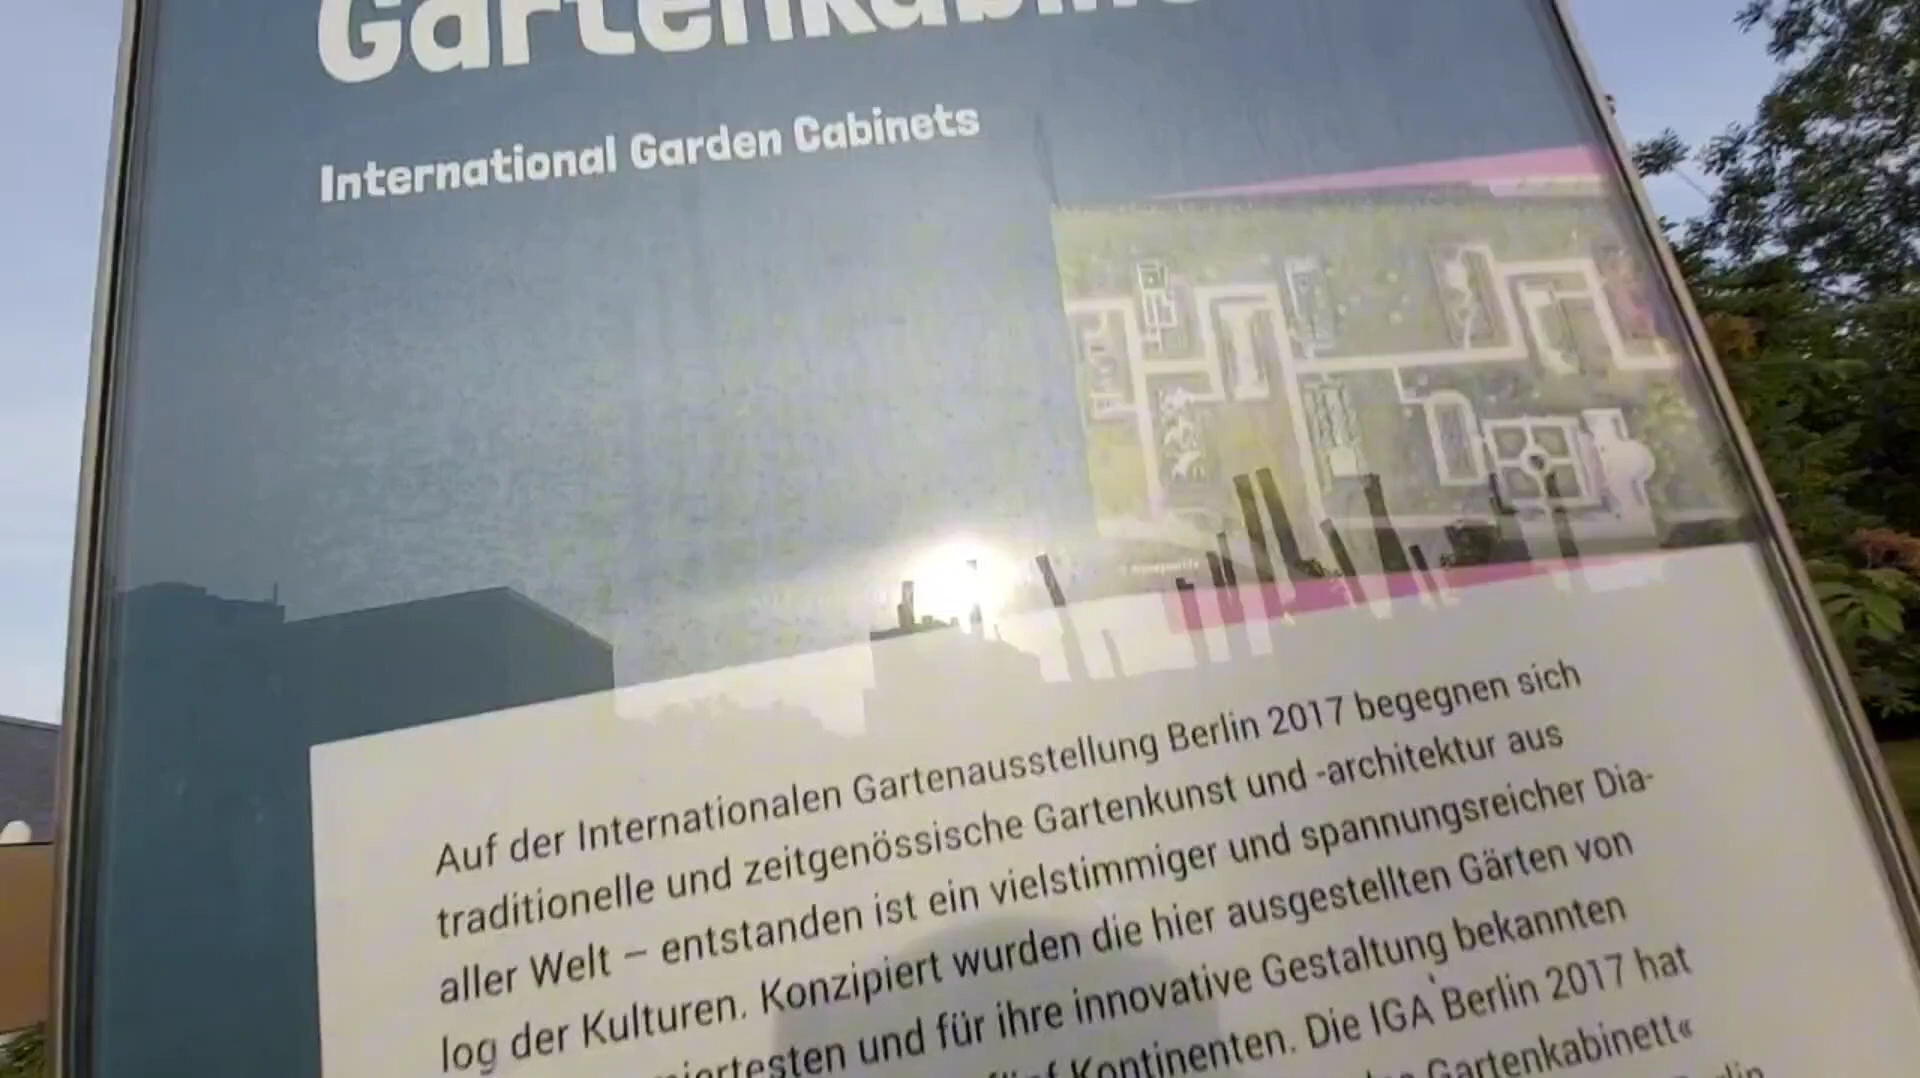 International Garden Cabinets
Auf der Internationalen Gartenausstellung Berlin 2017 begegnen sich
traditionelle und zeitgenössische Gartenkunst und -architektur aus
aller Welt – entstanden ist ein vielstimmiger und spannungsreicher Dia-
log der Kulturen. Konzipiert wurden die hier ausgestellten Gärten von
und für ihre innovative Gestaltung bekannten
Kontinenten. Die IGA Berlin 2017 hat
Gartenkabinett«